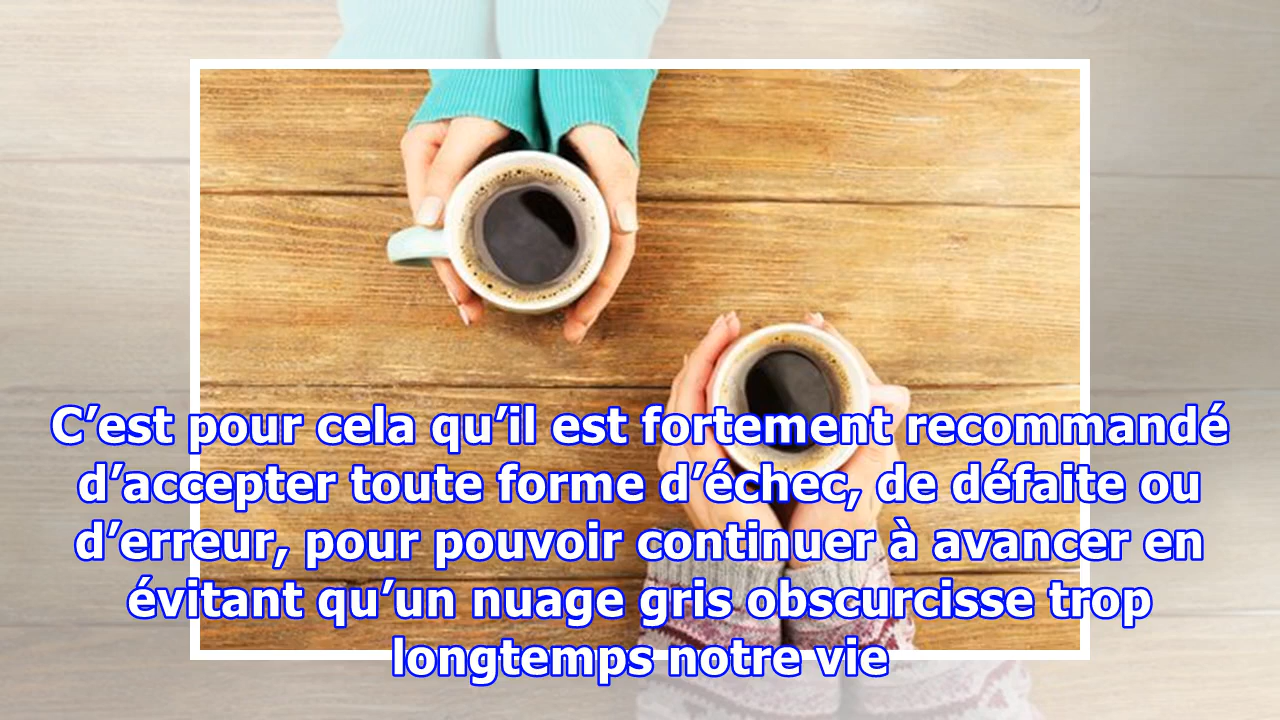 C’est pour cela qu’il est fortement recommandé
d’accepter toute forme d’échec, de défaite ou
d’erreur, pour pouvoir continuer à avancer en
évitant qu’un nuage gris obscurcisse trop
longtemps notre vie